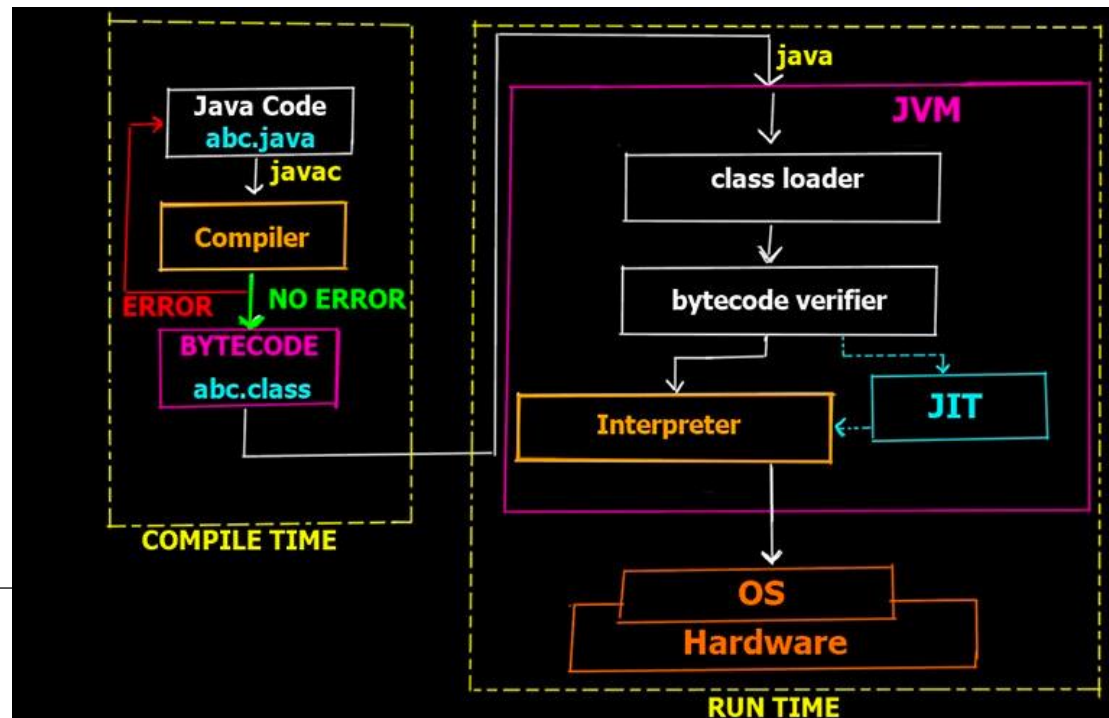 Java Code
abc.java
javac
Compiler
ERROR
NO ERROR
BYTECODE
abc.class
COMPILE TIME
java
JVM
class loader
bytecode verifier
JIT
Interpreter
OS
Hardware
RUN TIME